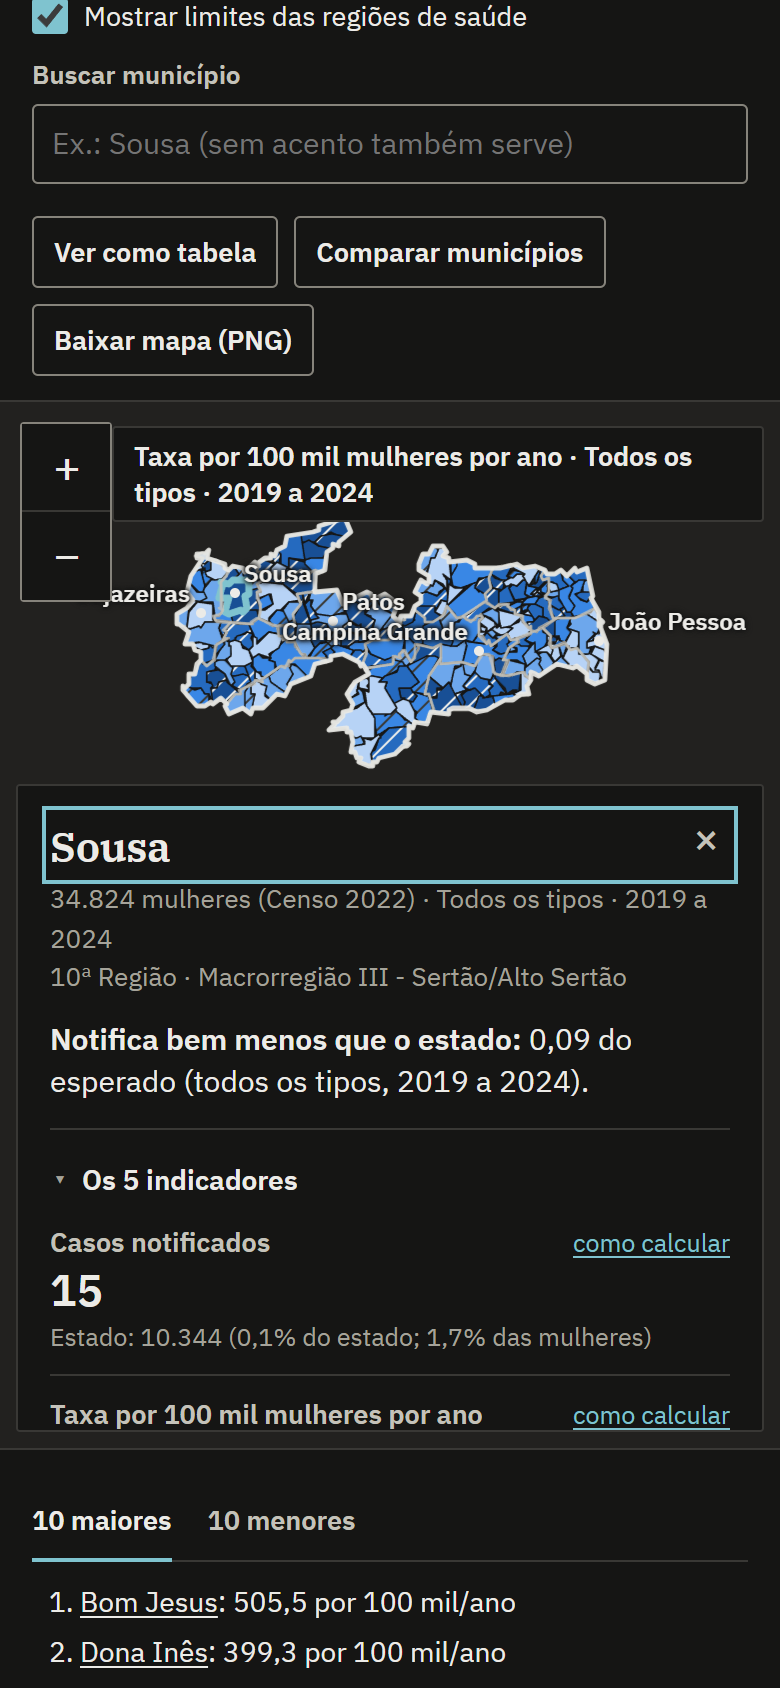 Mostrar limites das regiões de saúde
Buscar município
Ex.: Sousa (sem acento também serve)
Ver como tabela
Comparar municípios
Baixar mapa (PNG)
+
−
Taxa por 100 mil mulheres por ano · Todos os
tipos · 2019 a 2024
Sousa
jazeiras
Patos
Campina Grande
João Pessoa
Sousa
×
34.824 mulheres (Censo 2022) · Todos os tipos · 2019 a
2024
10ª Região · Macrorregião III - Sertão/Alto Sertão
Notifica bem menos que o estado: 0,09 do
esperado (todos os tipos, 2019 a 2024).
▾ Os 5 indicadores
Casos notificados
como calcular
15
Estado: 10.344 (0,1% do estado; 1,7% das mulheres)
Taxa por 100 mil mulheres por ano
como calcular
10 maiores
10 menores
1. Bom Jesus: 505,5 por 100 mil/ano
2. Dona Inês: 399,3 por 100 mil/ano